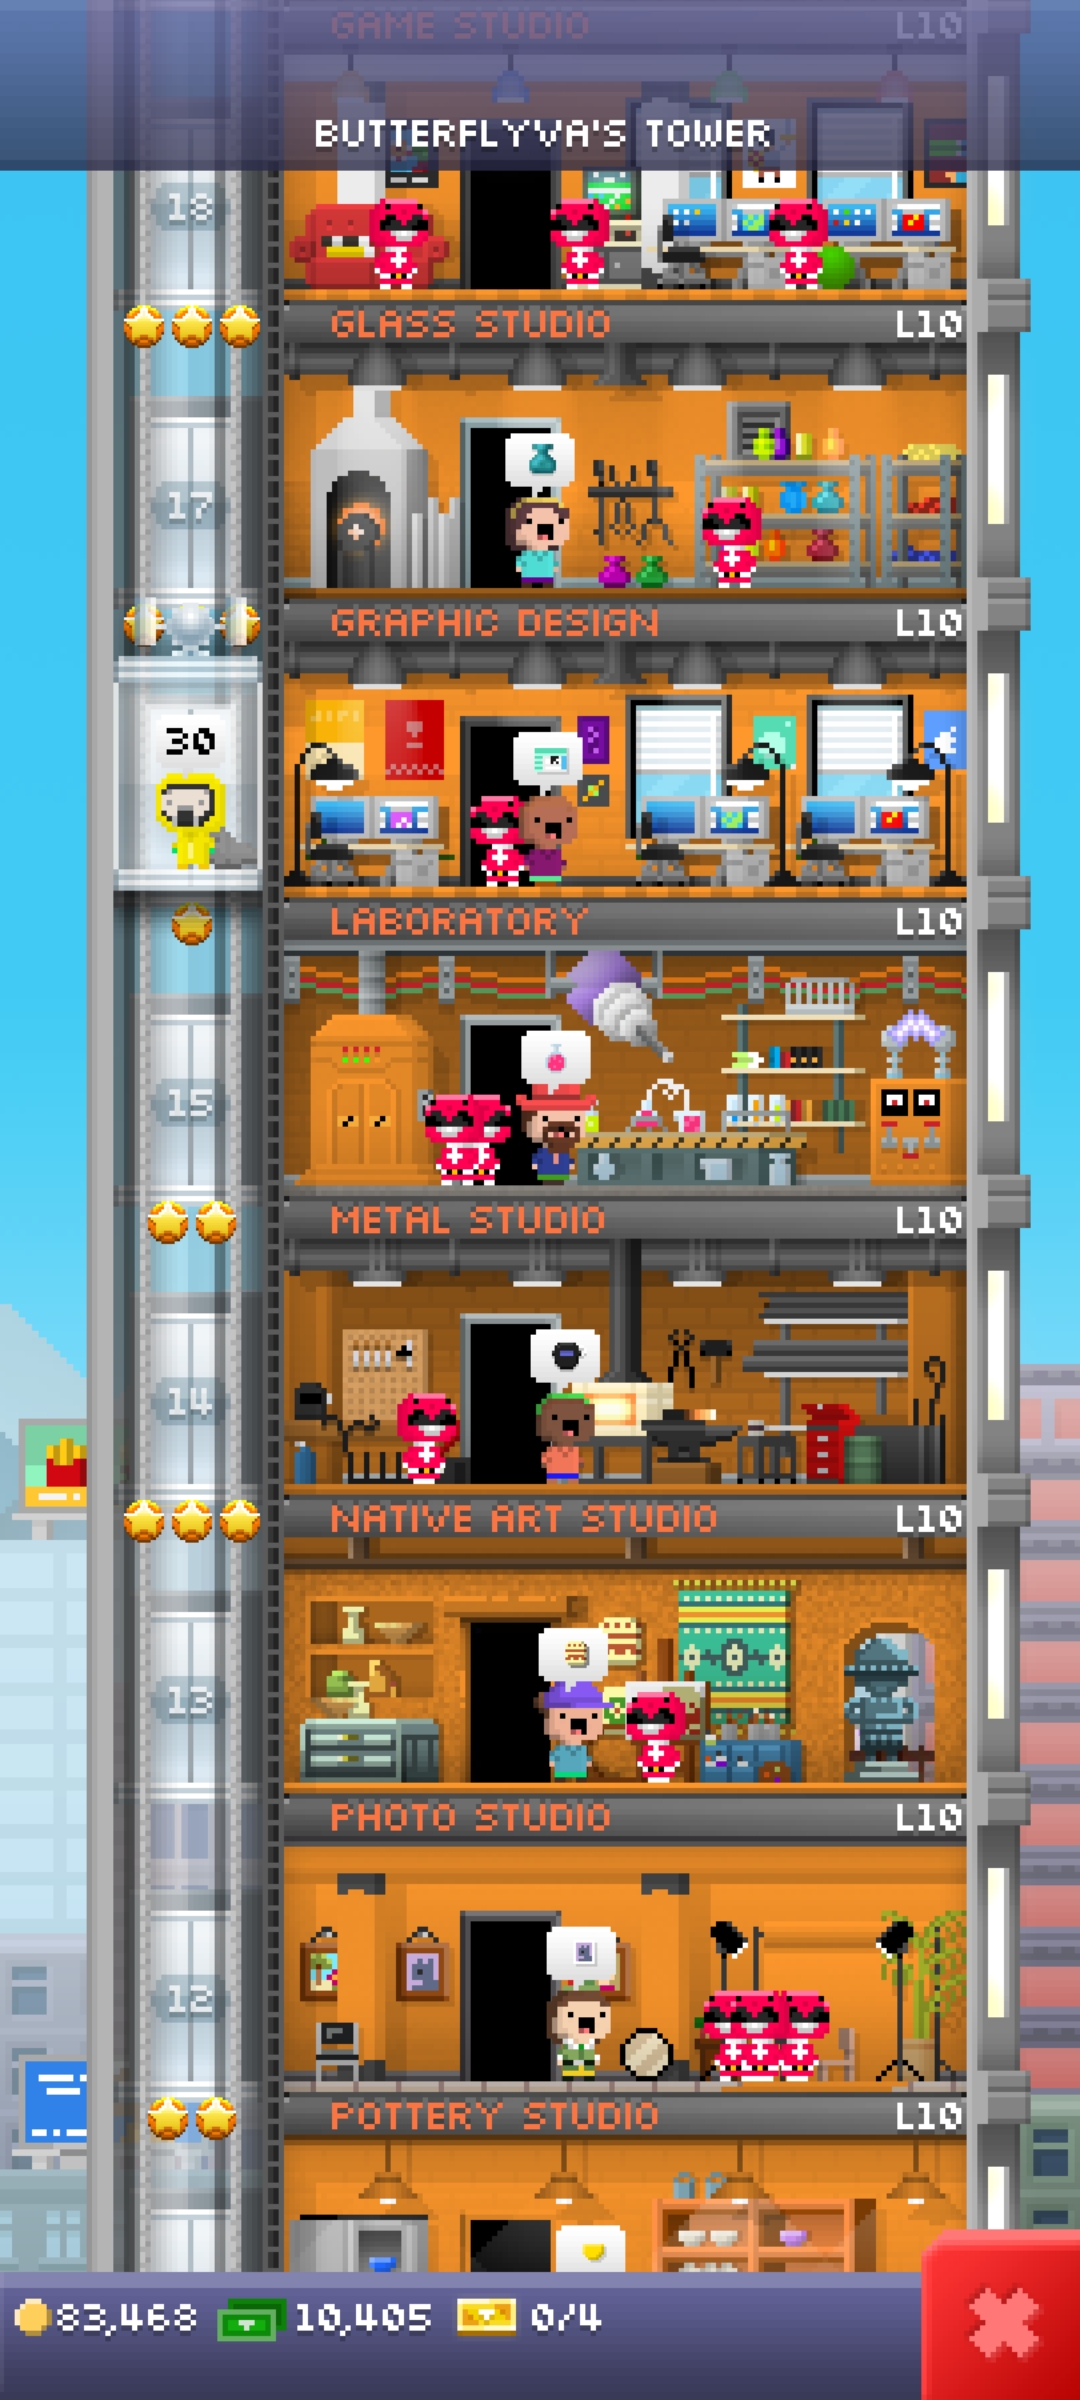 GAME STUDIO L10
BUTTERFLYVA'S TOWER
18
GLASS STUDIO L10
17
GRAPHIC DESIGN L10
30
LABORATORY L10
15
METAL STUDIO L10
14
NATIVE ART STUDIO L10
13
PHOTO STUDIO L10
12
POTTERY STUDIO L10
83,468 10,405 0/4